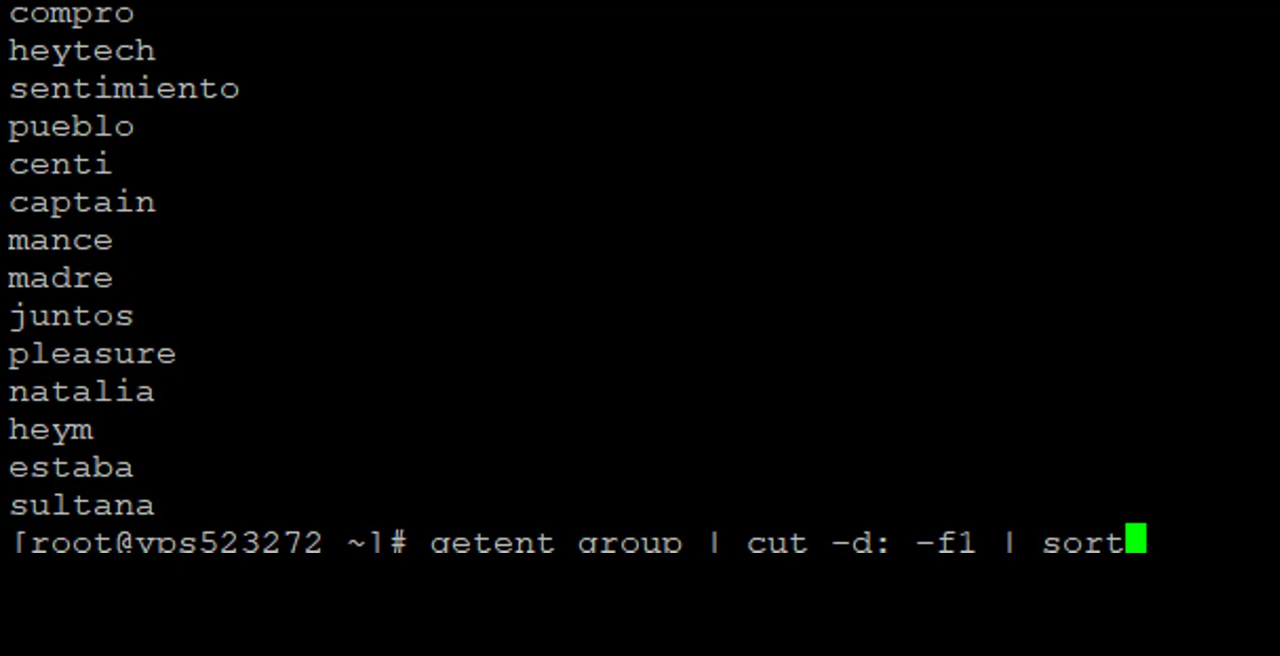 compro
heytech
sentimiento
pueblo
centi
captain
mance
madre
juntos
pleasure
natalia
heym
estaba
sultana
[root@vps523272 ~]# getent group | cut -d: -f1 | sort